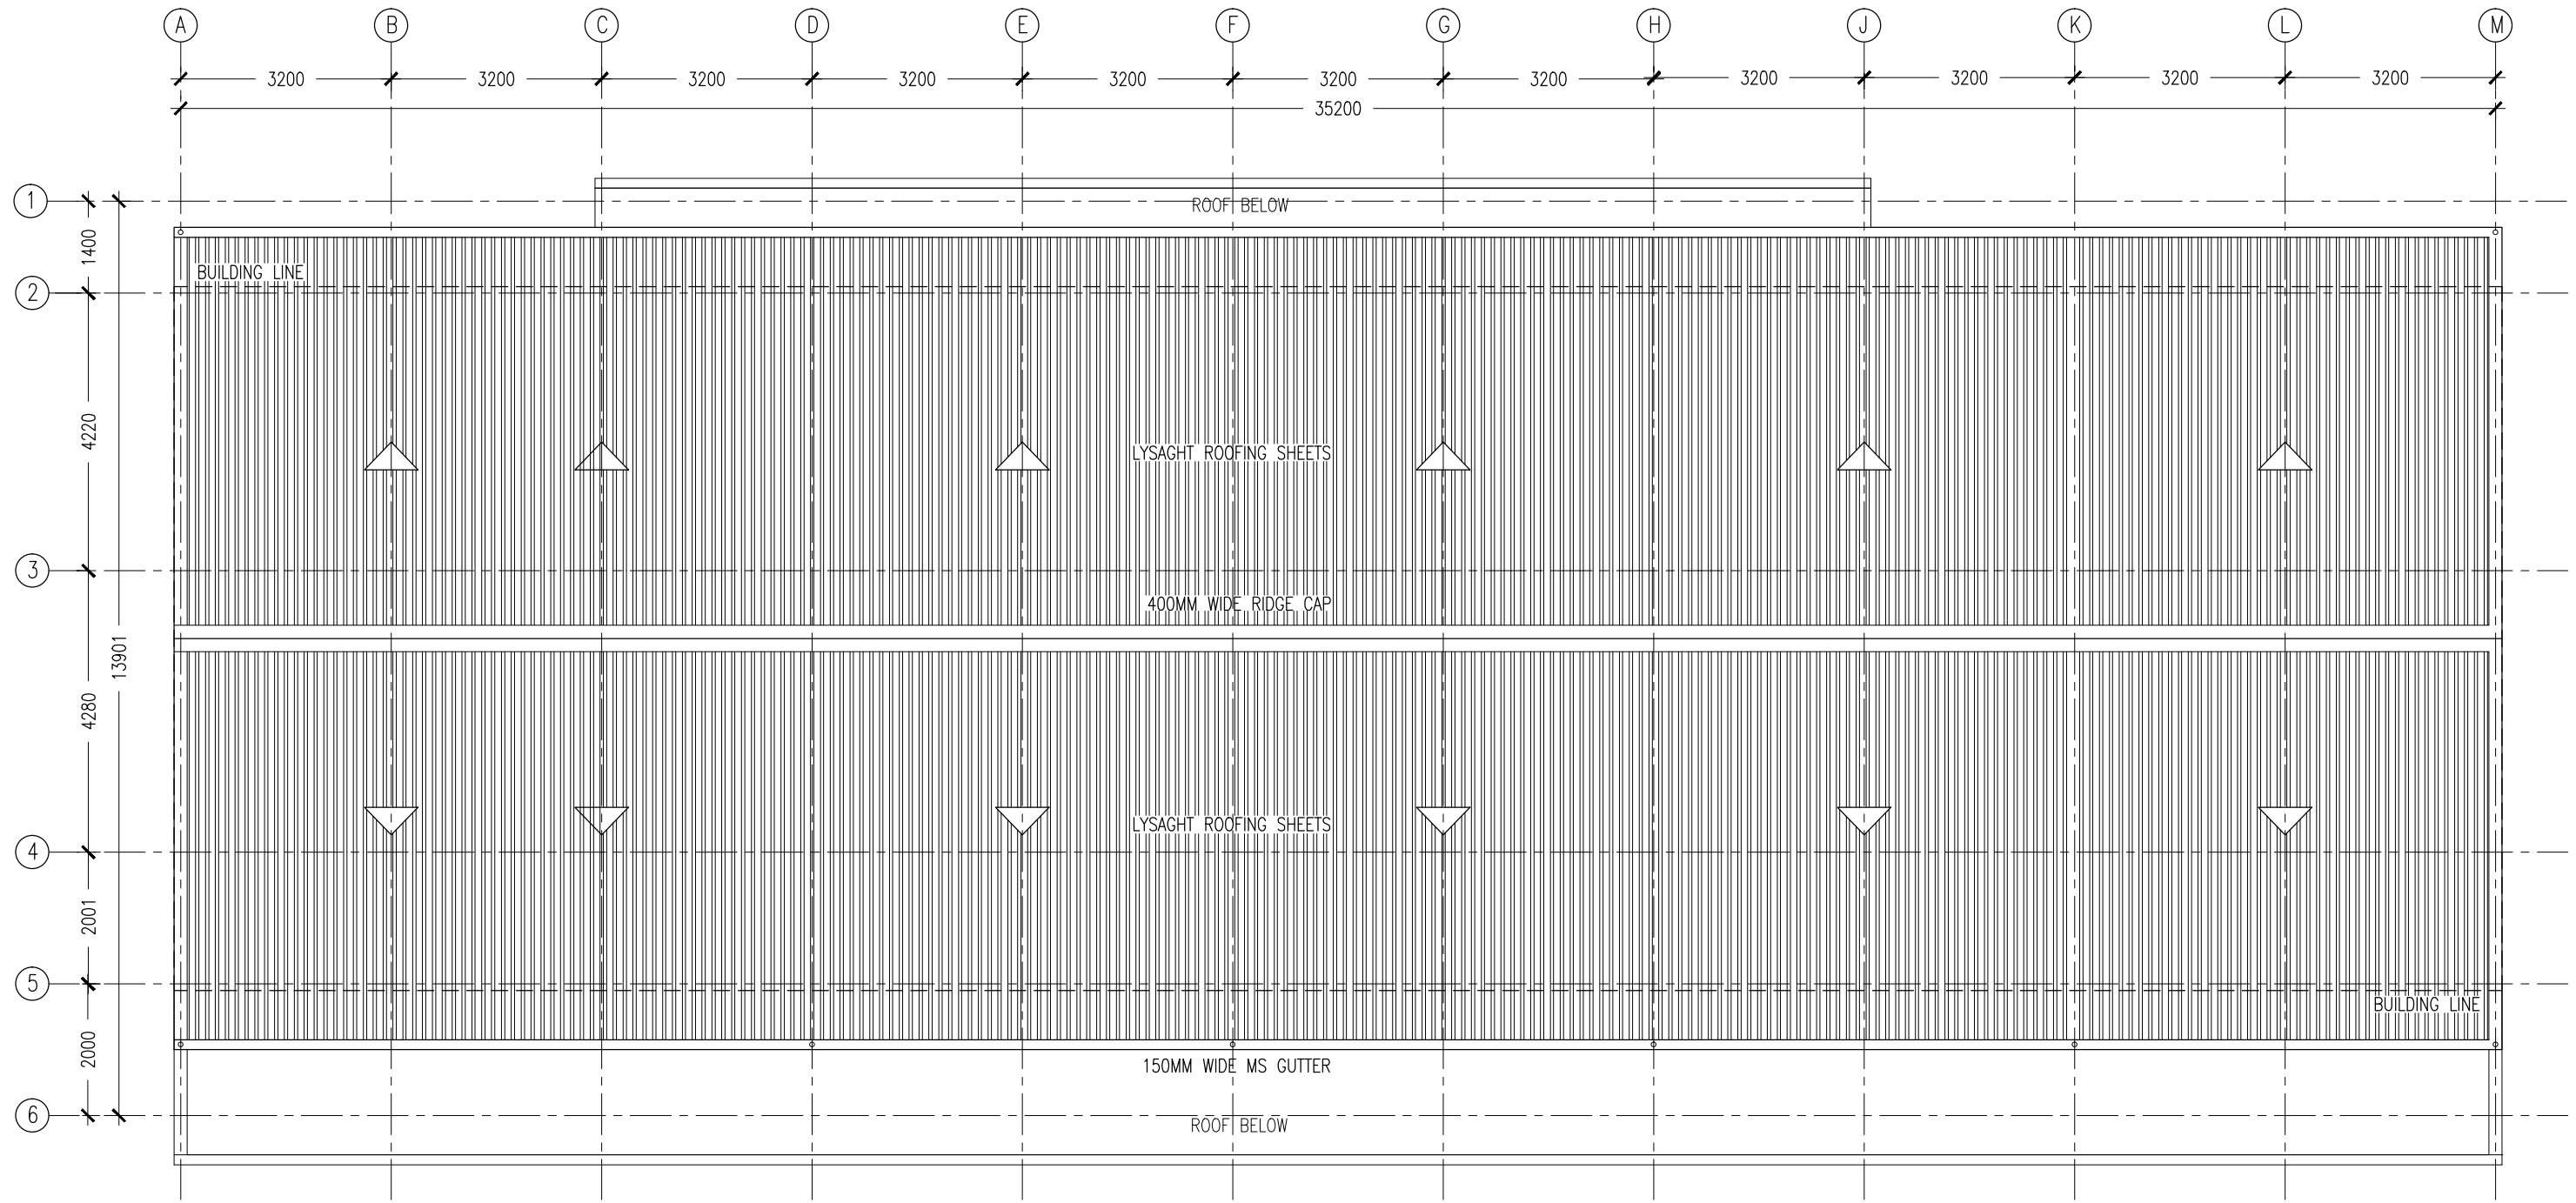 A B C D E F G H J K L M
3200 3200 3200 3200 3200 3200 3200 3200 3200 3200 3200
35200
1
ROOF BELOW
1400
BUILDING LINE
2
4220
LYSAGHT ROOFING SHEETS
3
400MM WIDE RIDGE CAP
13901
4280
LYSAGHT ROOFING SHEETS
4
2001
5
BUILDING LINE
2000
150MM WIDE MS GUTTER
6
ROOF BELOW